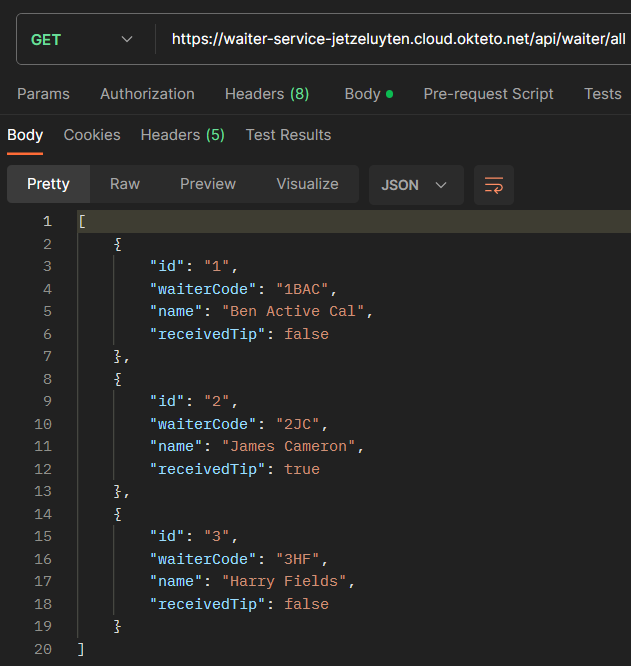 GET https://waiter-service-jetzeluyten.cloud.okteto.net/api/waiter/all
Params Authorization Headers (8) Body Pre-request Script Tests
Body Cookies Headers (5) Test Results
Pretty Raw Preview Visualize JSON
1 [
2 {
3 "id": "1",
4 "waiterCode": "1BAC",
5 "name": "Ben Active Cal",
6 "receivedTip": false
7 },
8 {
9 "id": "2",
10 "waiterCode": "2JC",
11 "name": "James Cameron",
12 "receivedTip": true
13 },
14 {
15 "id": "3",
16 "waiterCode": "3HF",
17 "name": "Harry Fields",
18 "receivedTip": false
19 }
20 ]